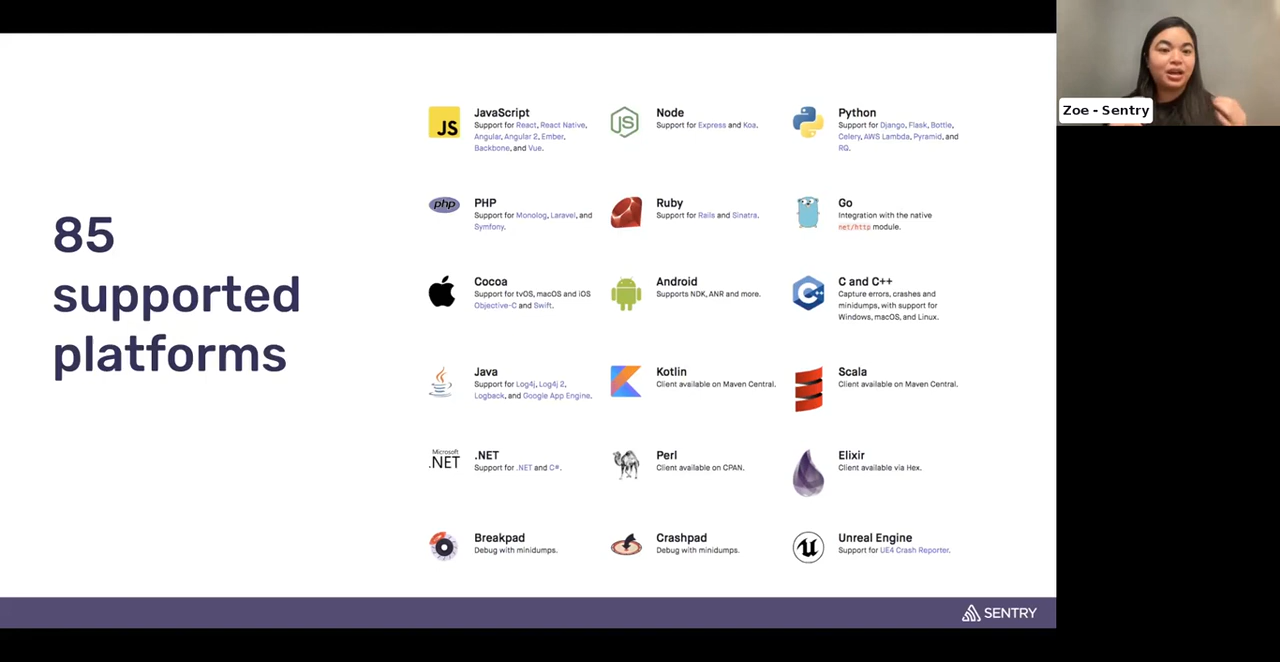 85
supported
platforms
JS
JavaScript
Support for React, React Native,
Angular, Angular 2, Ember,
Backbone, and Vue.
JS
Node
Support for Express and Koa.
Python
Support for Django, Flask, Bottle,
Celery, AWS Lambda, Pyramid, and
RQ.
php
PHP
Support for Monolog, Laravel, and
Symfony.
Ruby
Support for Rails and Sinatra.
Go
Integration with the native
net/http module.
Cocoa
Support for tvOS, macOS and iOS
Objective-C and Swift.
Android
Supports NDK, ANR and more.
C++
C and C++
Capture errors, crashes and
minidumps, with support for
Windows, macOS, and Linux.
Java
Support for Log4j, Log4j 2,
Logback, and Google App Engine.
Kotlin
Client available on Maven Central.
Scala
Client available on Maven Central.
Microsoft
.NET
.NET
Support for .NET and C#.
Perl
Client available on CPAN.
Elixir
Client available via Hex.
Breakpad
Debug with minidumps.
Crashpad
Debug with minidumps.
Unreal Engine
Support for UE4 Crash Reporter.
SENTRY
Zoe - Sentry